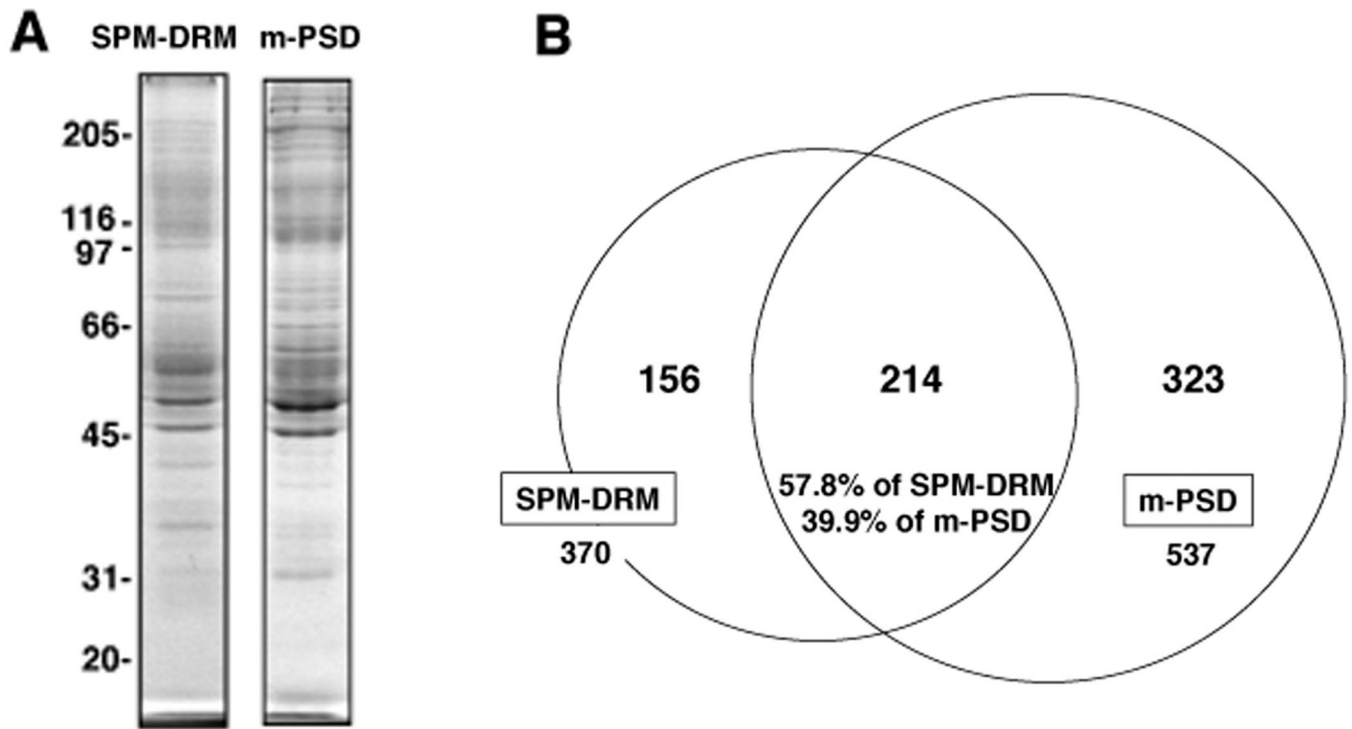 A
SPM-DRM m-PSD
205-
116-
97-
66-
45-
31-
20-
B
156
214
323
57.8% of SPM-DRM
39.9% of m-PSD
SPM-DRM
370
m-PSD
537